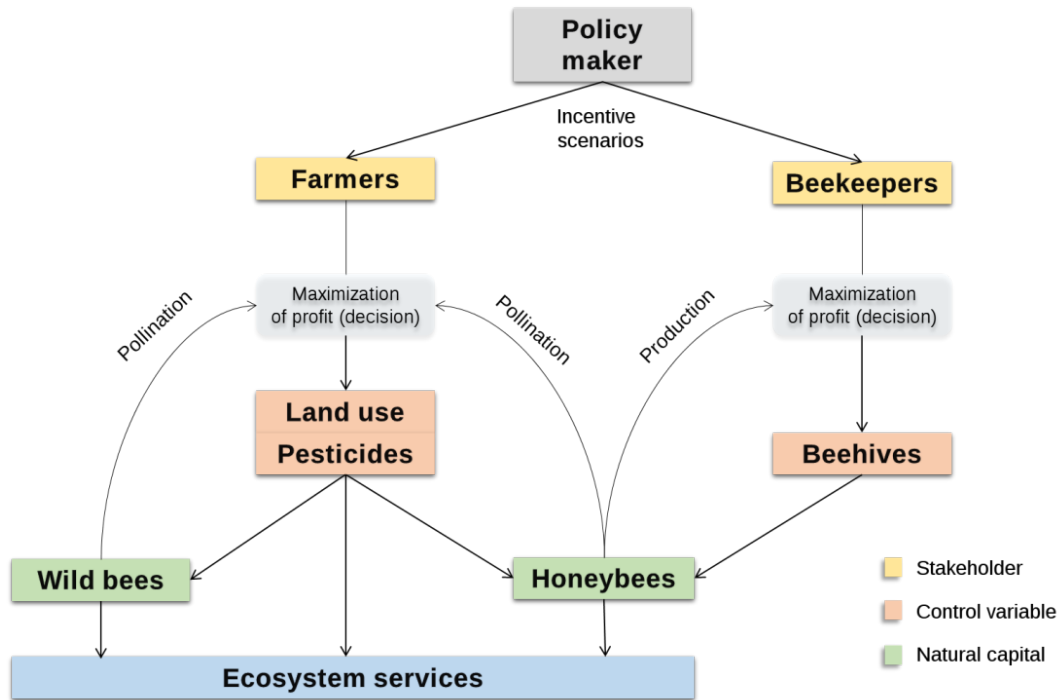 Policy
maker
Incentive
scenarios
Farmers
Beekeepers
Maximization
of profit (decision)
Maximization
of profit (decision)
Pollination
Pollination
Production
Land use
Pesticides
Beehives
Wild bees
Honeybees
Stakeholder
Control variable
Natural capital
Ecosystem services